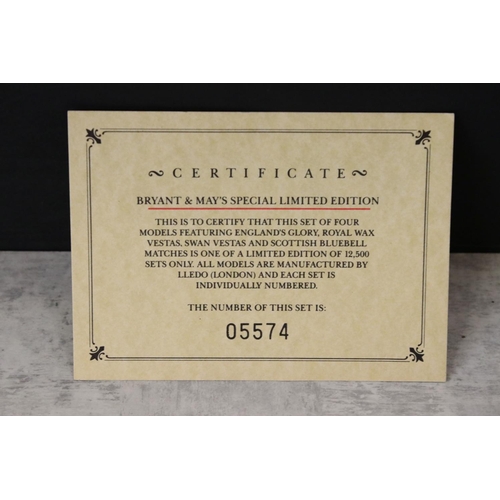 ~ CERTIFICATE ~
BRYANT & MAY'S SPECIAL LIMITED EDITION
THIS IS TO CERTIFY THAT THIS SET OF FOUR
MODELS FEATURING ENGLAND'S GLORY, ROYAL WAX
VESTAS, SWAN VESTAS AND SCOTTISH BLUEBELL
MATCHES IS ONE OF A LIMITED EDITION OF 12,500
SETS ONLY. ALL MODELS ARE MANUFACTURED BY
LLEDO (LONDON) AND EACH SET IS
INDIVIDUALLY NUMBERED.
THE NUMBER OF THIS SET IS:
05574